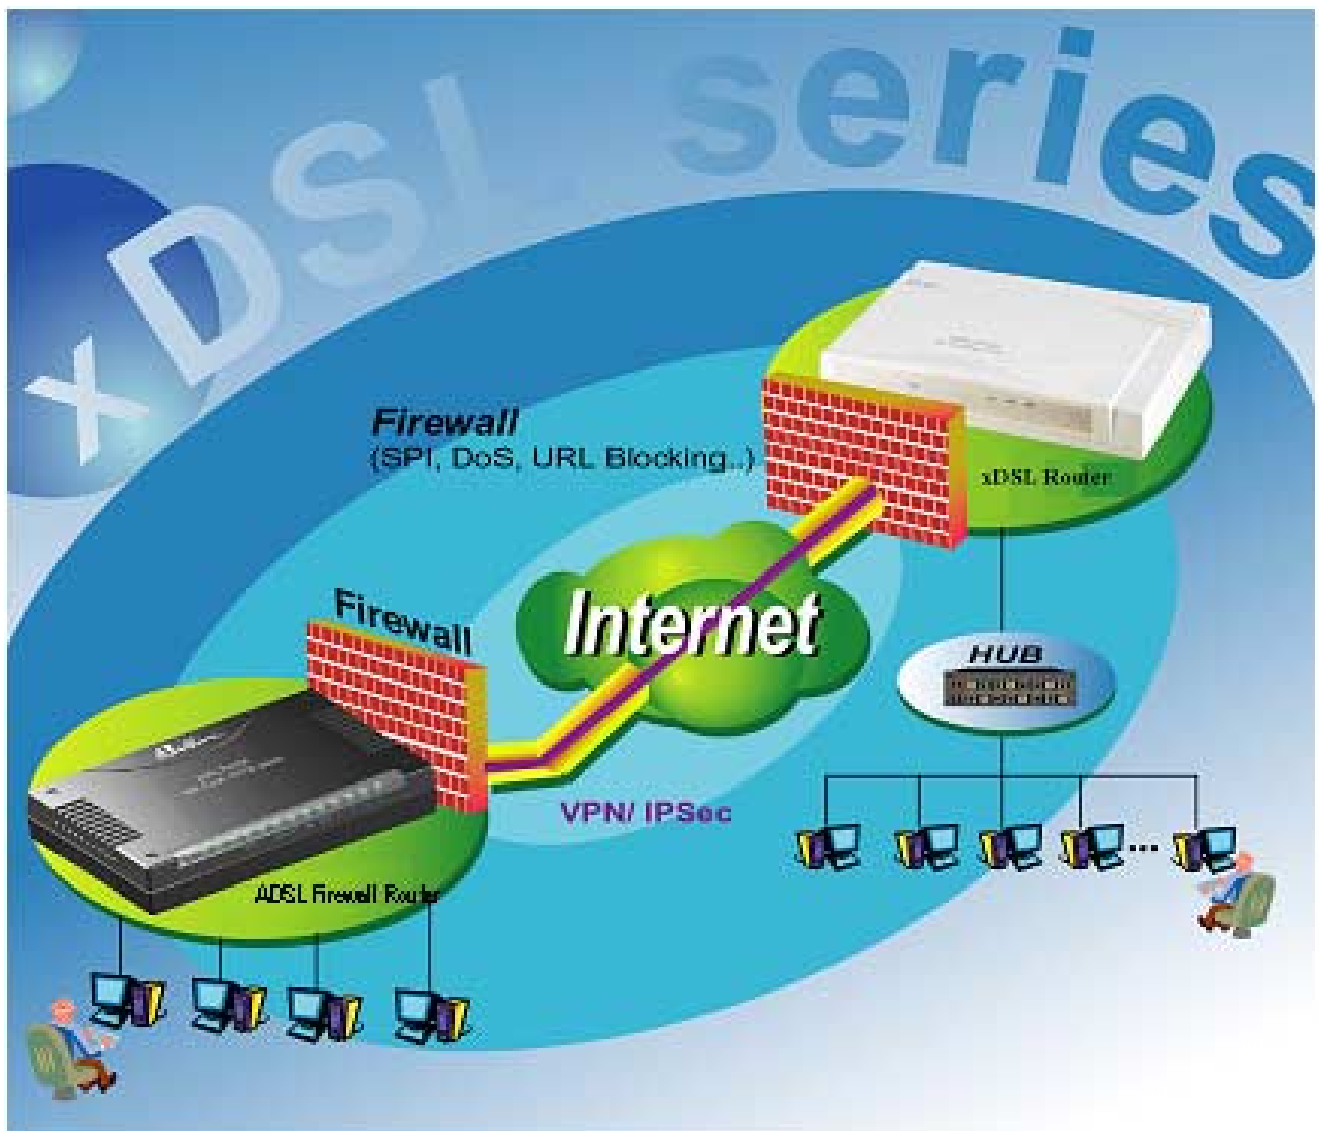 xDSL series
Firewall
(SPI, DoS, URL Blocking..)
xDSL Router
Firewall
Internet
HUB
VPN/ IPSec
ADSL Firewall Router
...